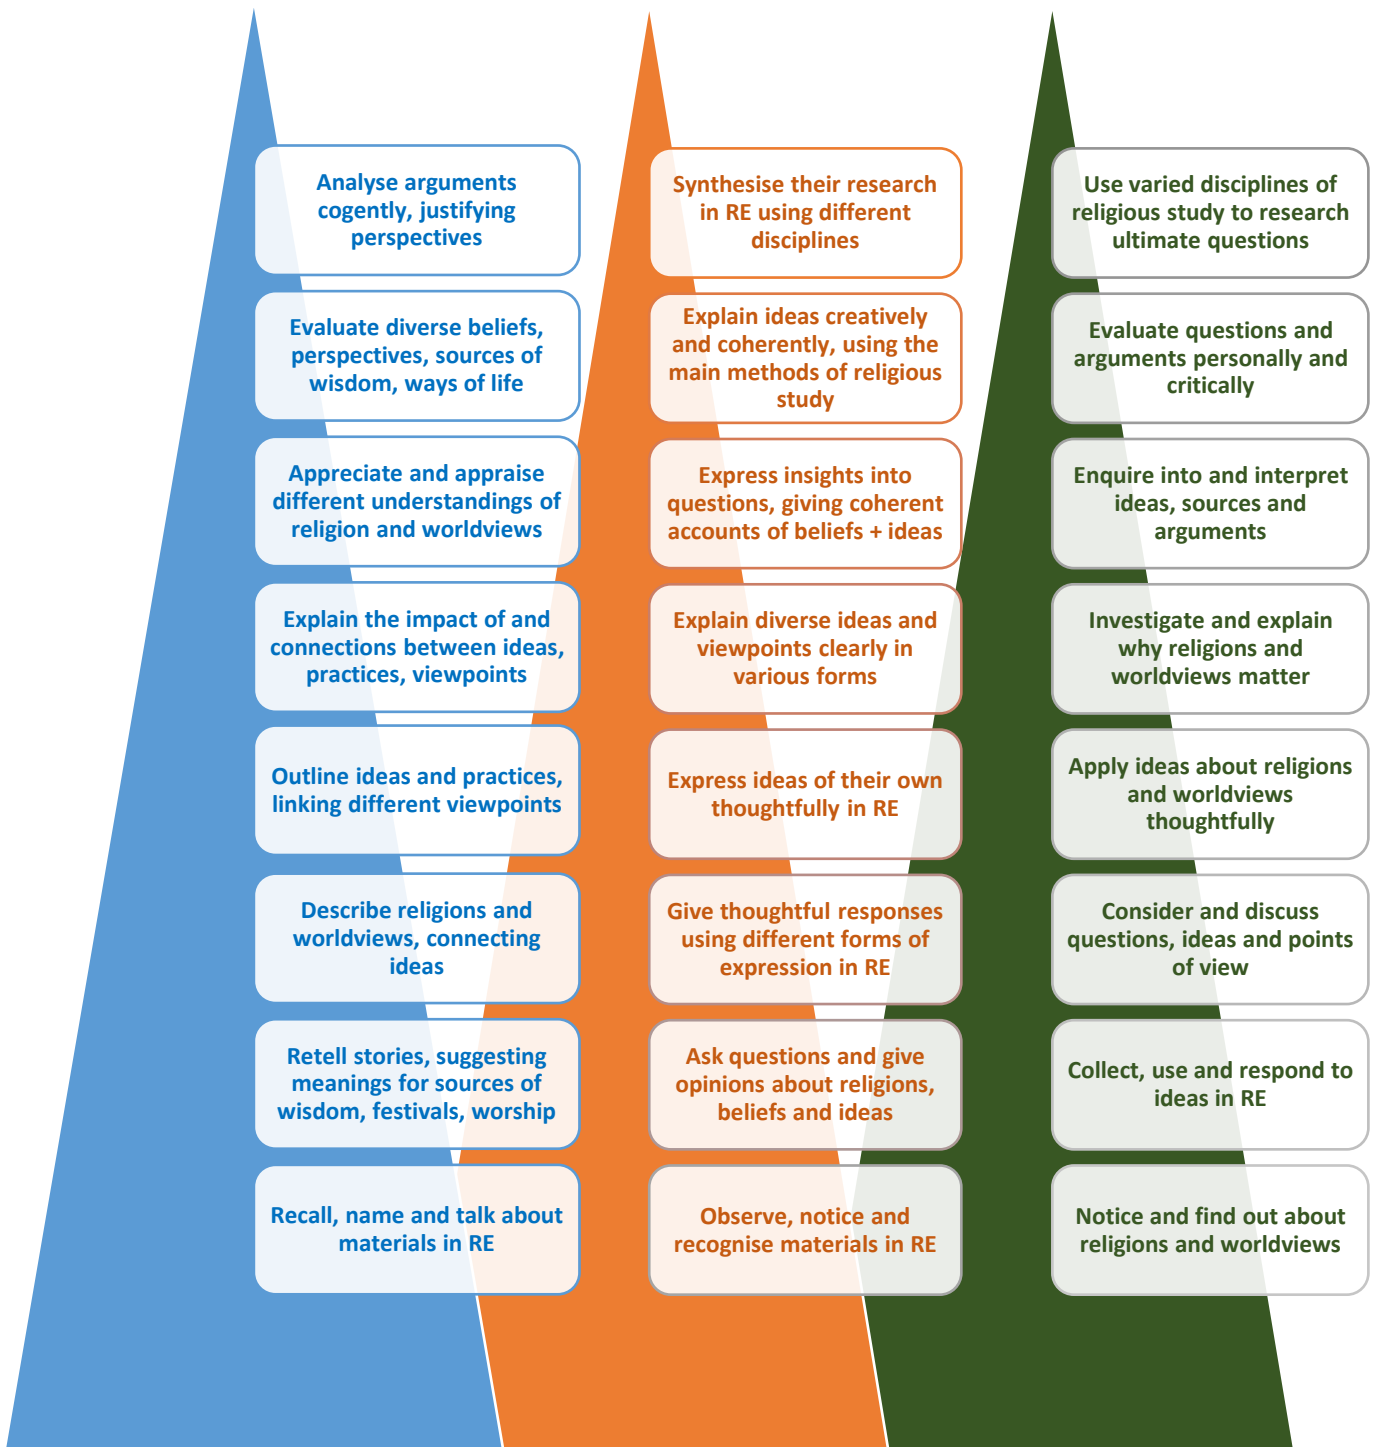 Analyse arguments
cogently, justifying
perspectives
Evaluate diverse beliefs,
perspectives, sources of
wisdom, ways of life
Appreciate and appraise
different understandings of
religion and worldviews
Explain the impact of and
connections between ideas,
practices, viewpoints
Outline ideas and practices,
linking different viewpoints
Describe religions and
worldviews, connecting
ideas
Retell stories, suggesting
meanings for sources of
wisdom, festivals, worship
Recall, name and talk about
materials in RE
Synthesise their research
in RE using different
disciplines
Explain ideas creatively
and coherently, using the
main methods of religious
study
Express insights into
questions, giving coherent
accounts of beliefs + ideas
Explain diverse ideas and
viewpoints clearly in
various forms
Express ideas of their own
thoughtfully in RE
Give thoughtful responses
using different forms of
expression in RE
Ask questions and give
opinions about religions,
beliefs and ideas
Observe, notice and
recognise materials in RE
Use varied disciplines of
religious study to research
ultimate questions
Evaluate questions and
arguments personally and
critically
Enquire into and interpret
ideas, sources and
arguments
Investigate and explain
why religions and
worldviews matter
Apply ideas about religions
and worldviews
thoughtfully
Consider and discuss
questions, ideas and points
of view
Collect, use and respond to
ideas in RE
Notice and find out about
religions and worldviews